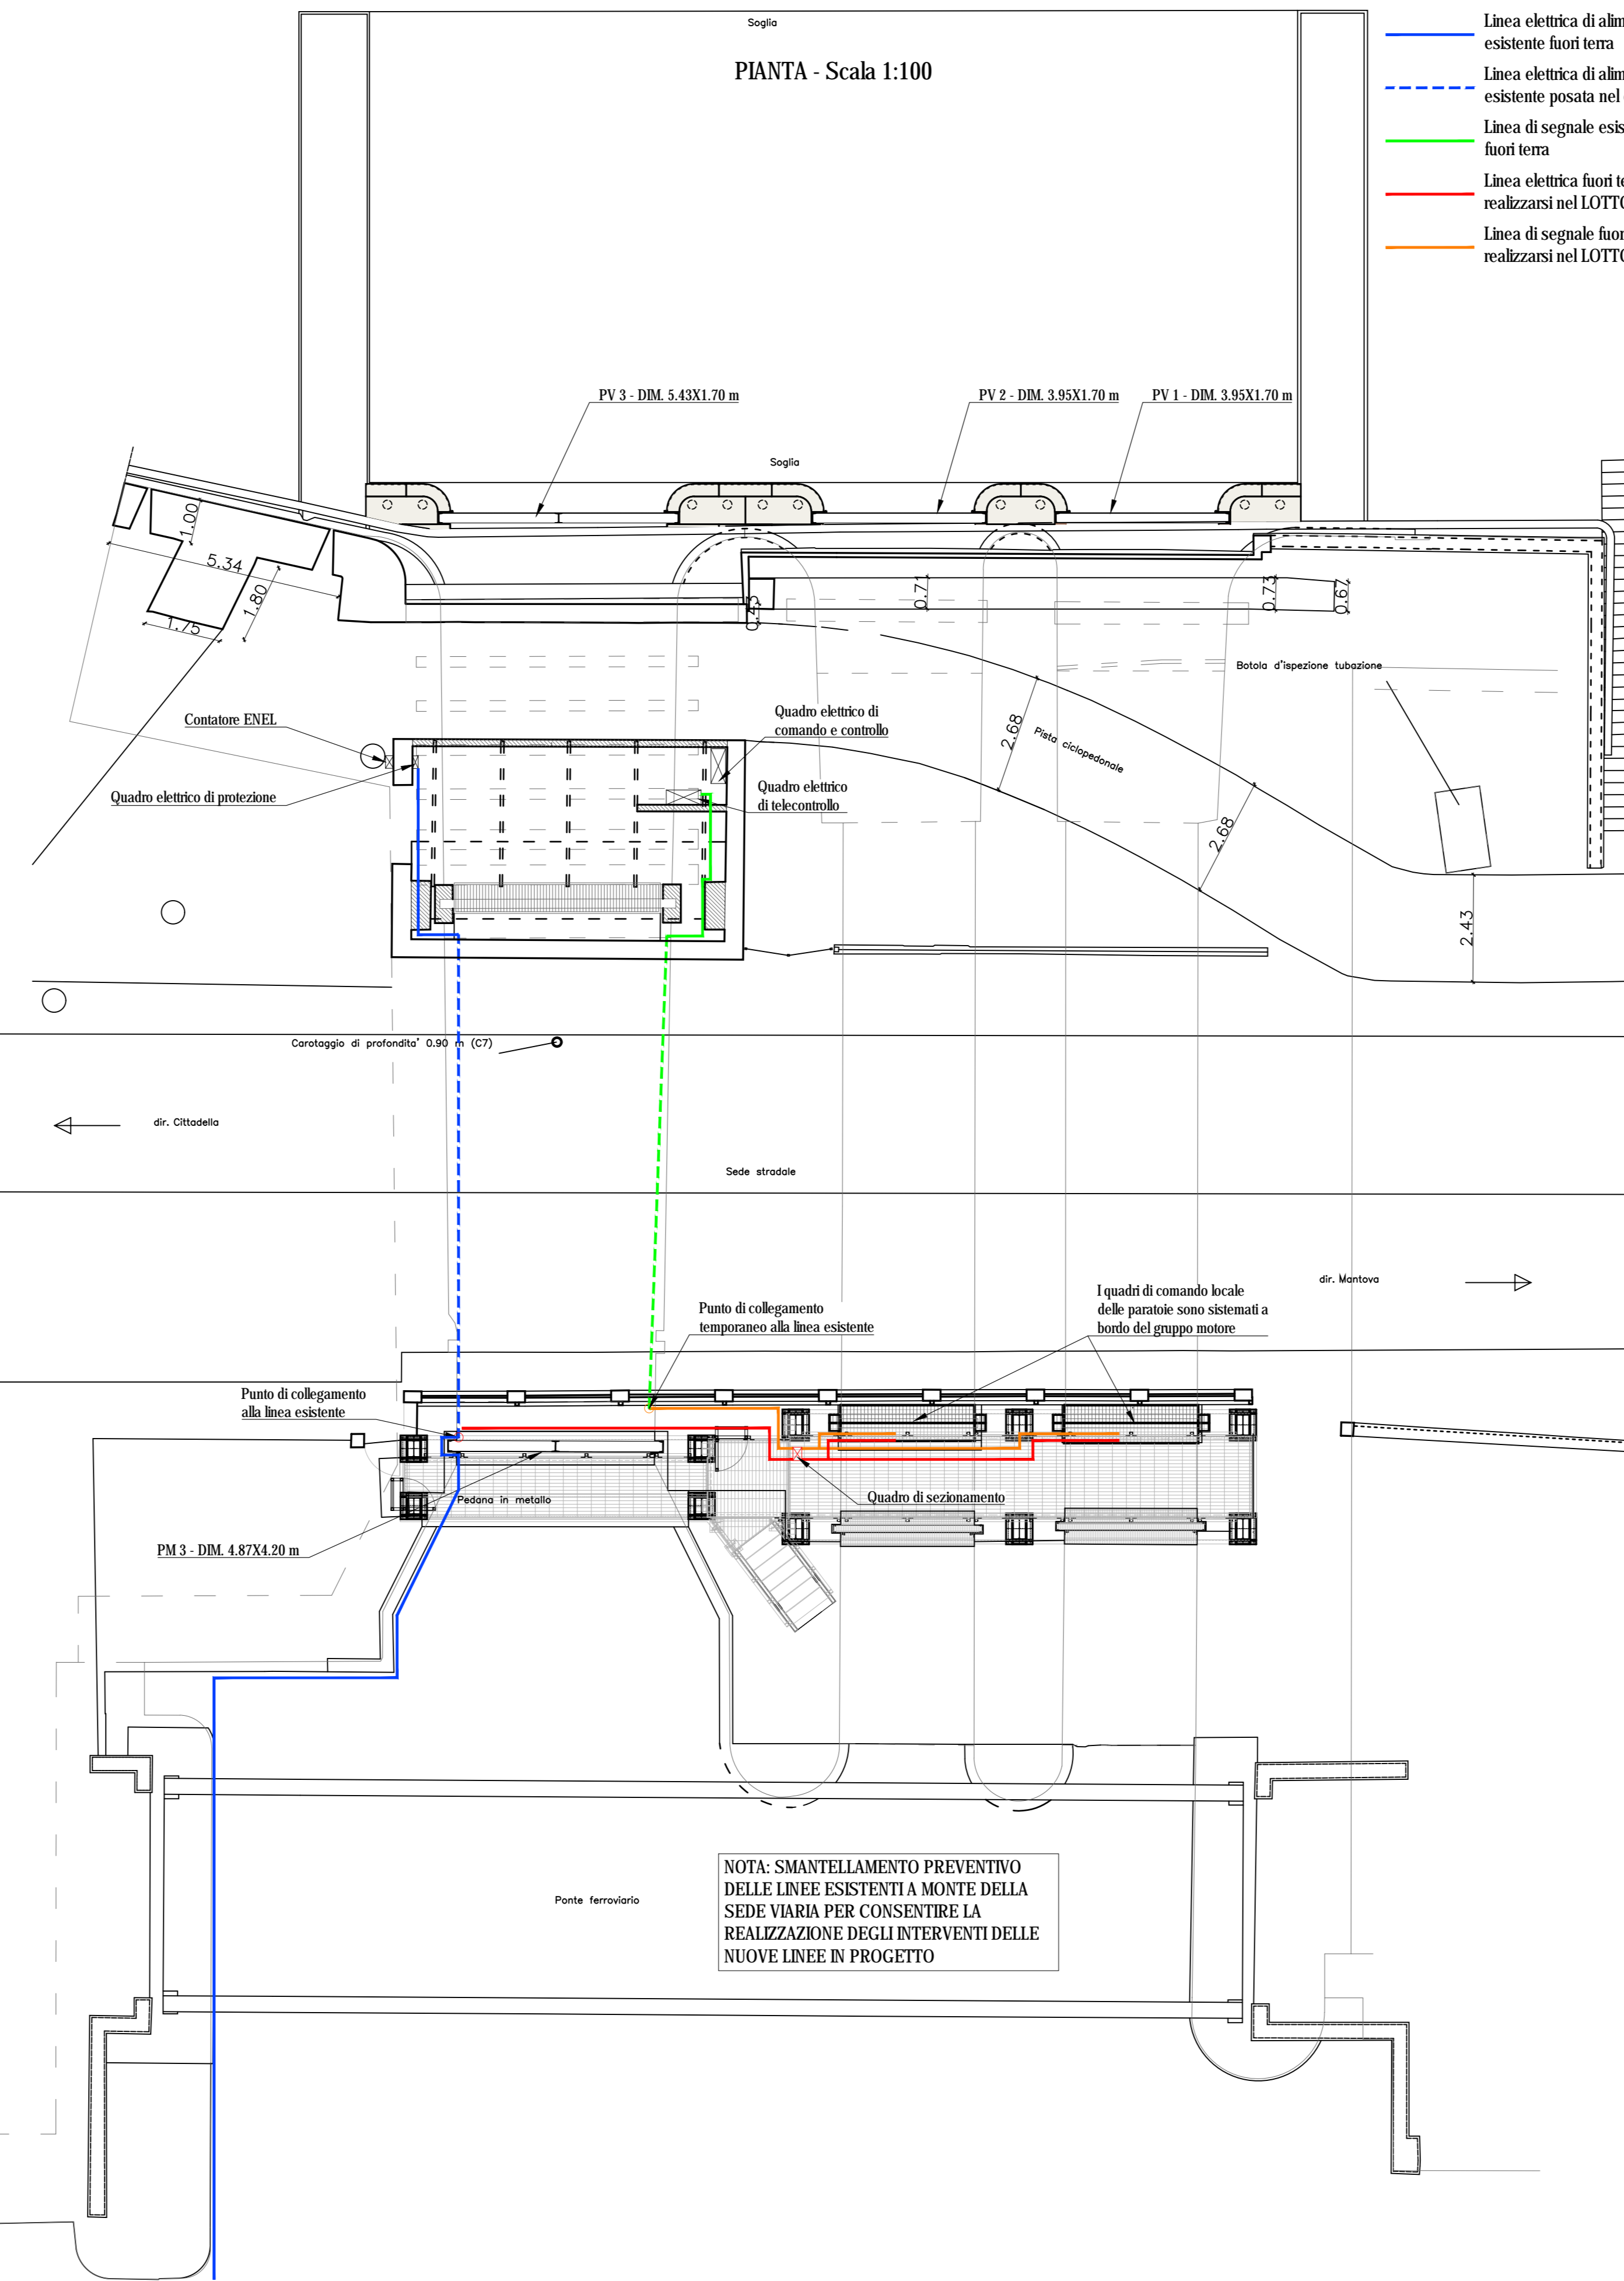 Soglia
PIANTA - Scala 1:100
Linea elettrica di
esistente fuori terra
Linea elettrica di
esistente posata nel
Linea di segnale
fuori terra
Linea elettrica fuori
realizzarsi nel
Linea di segnale
realizzarsi nel
PV 3 - DIM. 5.43X1.70 m
PV 2 - DIM. 3.95X1.70 m
PV 1 - DIM. 3.95X1.70 m
Soglia
1.00
5.34
1.80
1.75
0.43
0.71
0.73
0.67
Botola d'ispezione tubazione
Contatore ENEL
Quadro elettrico di
comando e controllo
2.68
Pista ciclopedonale
Quadro elettrico di protezione
Quadro elettrico
di telecontrollo
2.68
2.43
Carotaggio di profondita' 0.90 m (C7)
dir. Cittadella
Sede stradale
dir. Mantova
Punto di collegamento
temporaneo alla linea esistente
I quadri di comando locale
delle paratoie sono sistemati a
bordo del gruppo motore
Punto di collegamento
alla linea esistente
Pedana in metallo
Quadro di sezionamento
PM 3 - DIM. 4.87X4.20 m
NOTA: SMANTELLAMENTO PREVENTIVO
DELLE LINEE ESISTENTI A MONTE DELLA
SEDE VIARIA PER CONSENTIRE LA
REALIZZAZIONE DEGLI INTERVENTI DELLE
NUOVE LINEE IN PROGETTO
Ponte ferroviario